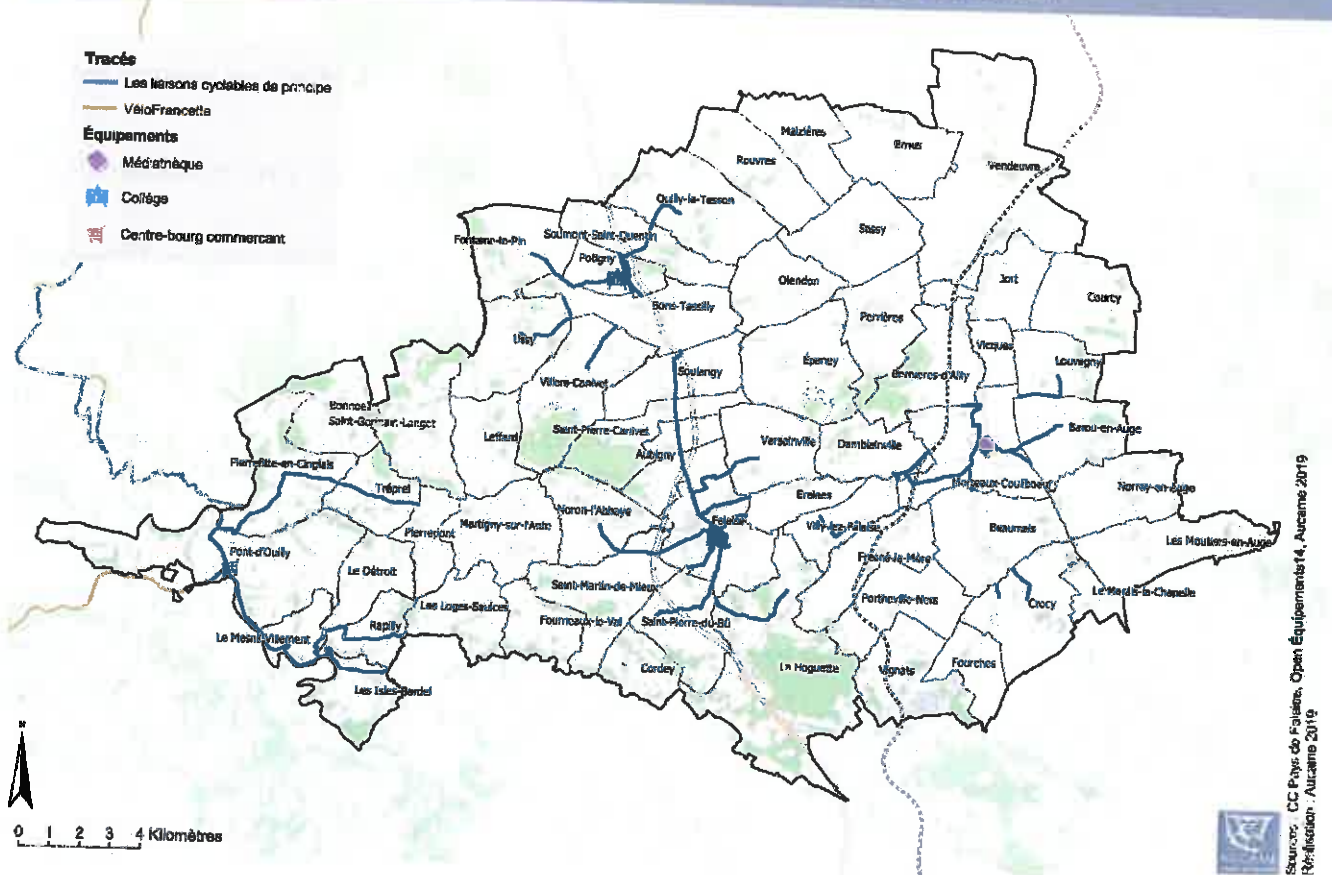 Tracés
Les liaisons cyclables de principe
VéloFrancette
Équipements
Médiathèque
Collège
Centre-bourg commerçant
Maizières
Ernes
Rouvres
Vendeuvre
Ouilly-le-Tesson
Sassy
Soumont-Saint-Quentin
Fontaine-le-Pin
Potigny
Olendon
Jort
Courcy
Bons-Tassilly
Perrières
Ussy
Vicques
Louvagny
Épaney
Soulangy
Bernières-d'Ailly
Villers-Canivet
Bonnoeil
Saint-Germain-Langot
Leffard
Saint-Pierre-Canivet
Barou-en-Auge
Versainville
Damblainville
Aubigny
Pierrefitte-en-Cinglais
Tréprel
Morteaux-Coulibœuf
Norrey-en-Auge
Eraines
Noron-l'Abbaye
Falaise
Martigny-sur-l'Ante
Villy-lez-Falaise
Beaumais
Pierrepont
Les Moutiers-en-Auge
Pont-d'Ouilly
Fresné-la-Mère
Le Détroit
Saint-Martin-de-Mieux
Le Marais-la-Chapelle
Pertheville-Ners
Crocy
Les Loges-Saulces
Fourneaux-le-Val
Saint-Pierre-du-Bû
Rapilly
Le Mesnil-Villement
Cordey
La Hoguette
Vignats
Fourches
Les Isles-Bardel
N
0 1 2 3 4 Kilomètres
Sources : CC Pays de Falaise, Open Équipements14, Aucame 2019
Réalisation : Aucame 2019